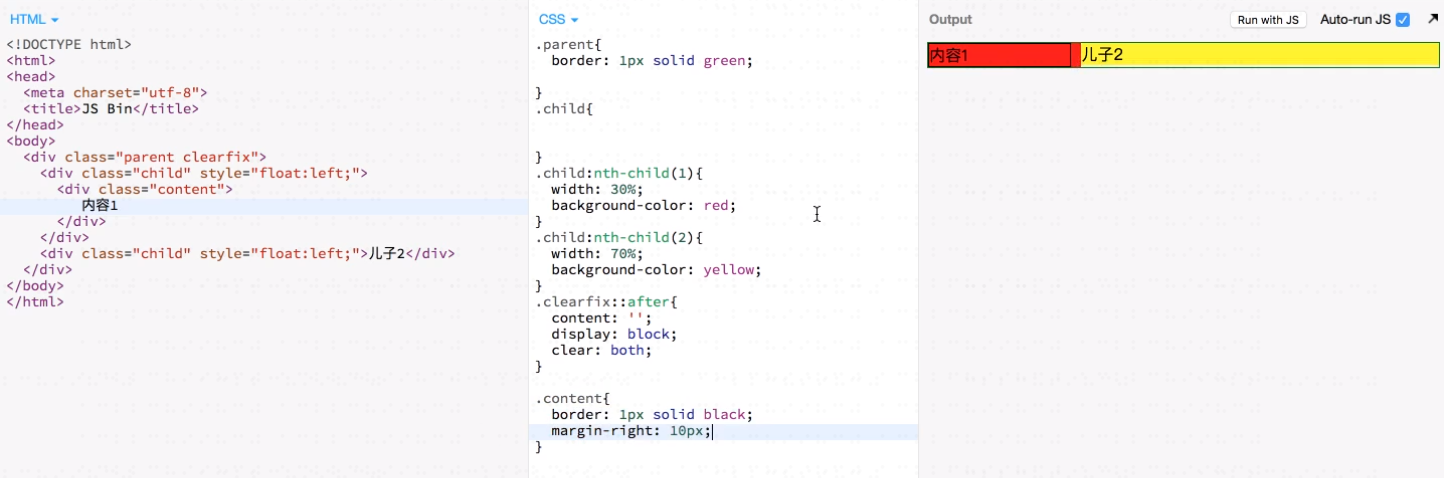 HTML
<!DOCTYPE html>
<html>
<head>
  <meta charset="utf-8">
  <title>JS Bin</title>
</head>
<body>
  <div class="parent clearfix">
    <div class="child" style="float:left;">
      <div class="content">
         内容1
      </div>
    </div>
    <div class="child" style="float:left;">儿子2</div>
  </div>
</body>
</html>
CSS
.parent{
  border: 1px solid green;
}
.child{
}
.child:nth-child(1){
  width: 30%;
  background-color: red;
}
.child:nth-child(2){
  width: 70%;
  background-color: yellow;
}
.clearfix::after{
  content: '';
  display: block;
  clear: both;
}
.content{
  border: 1px solid black;
  margin-right: 10px;
}
Output Run with JS Auto-run JS
内容1 儿子2